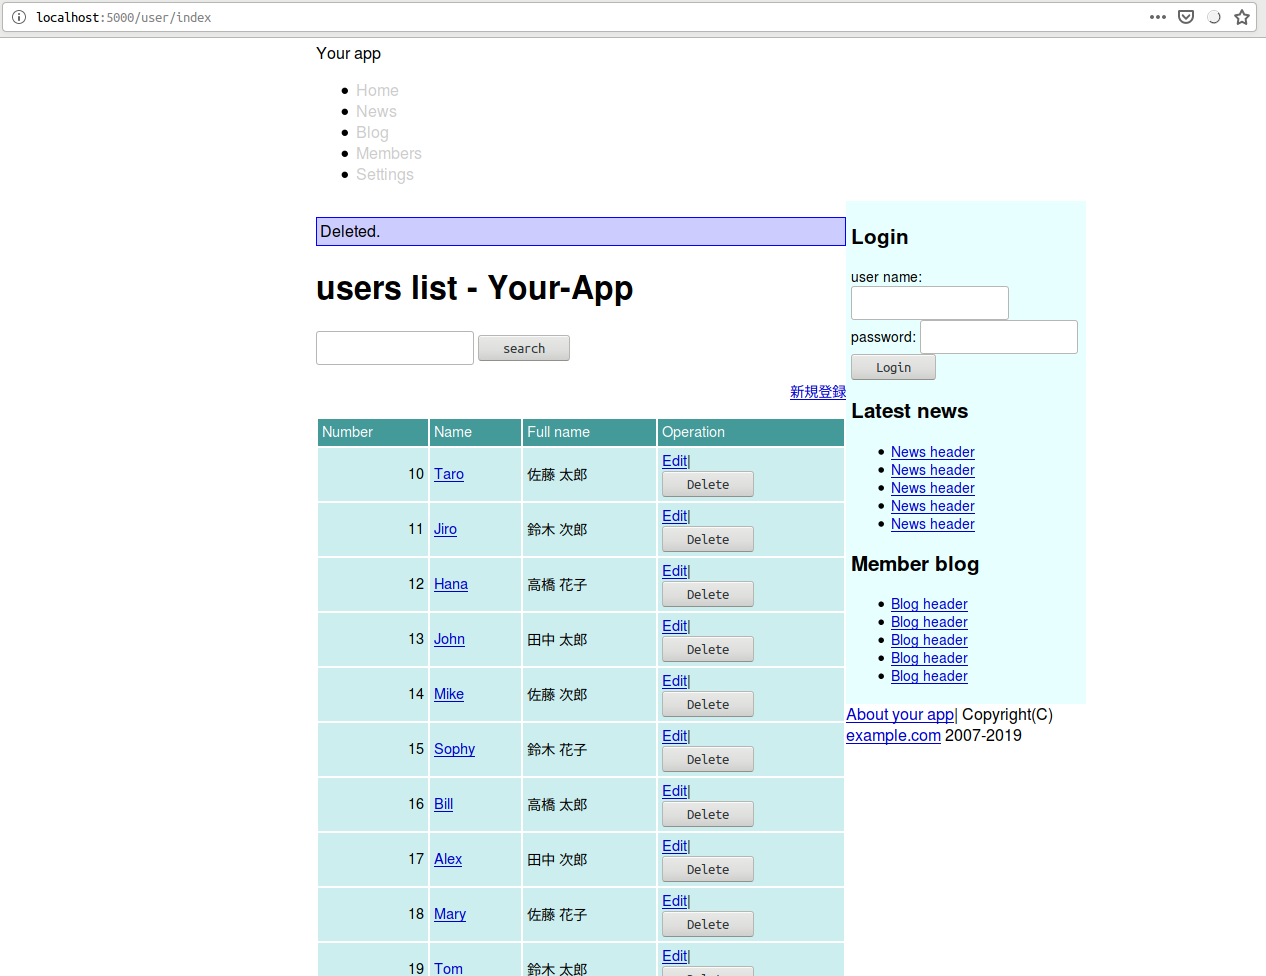 localhost:5000/user/index
Your app
Home
News
Blog
Members
Settings
Deleted.
users list - Your-App
search
新規登録
Number Name Full name Operation
10 Taro 佐藤 太郎 Edit|
Delete
11 Jiro 鈴木 次郎 Edit|
Delete
12 Hana 高橋 花子 Edit|
Delete
13 John 田中 太郎 Edit|
Delete
14 Mike 佐藤 次郎 Edit|
Delete
15 Sophy 鈴木 花子 Edit|
Delete
16 Bill 高橋 太郎 Edit|
Delete
17 Alex 田中 次郎 Edit|
Delete
18 Mary 佐藤 花子 Edit|
Delete
19 Tom 鈴木 太郎 Edit|
Delete
Login
user name:
password:
Login
Latest news
News header
News header
News header
News header
News header
Member blog
Blog header
Blog header
Blog header
Blog header
Blog header
About your app| Copyright(C)
example.com 2007-2019